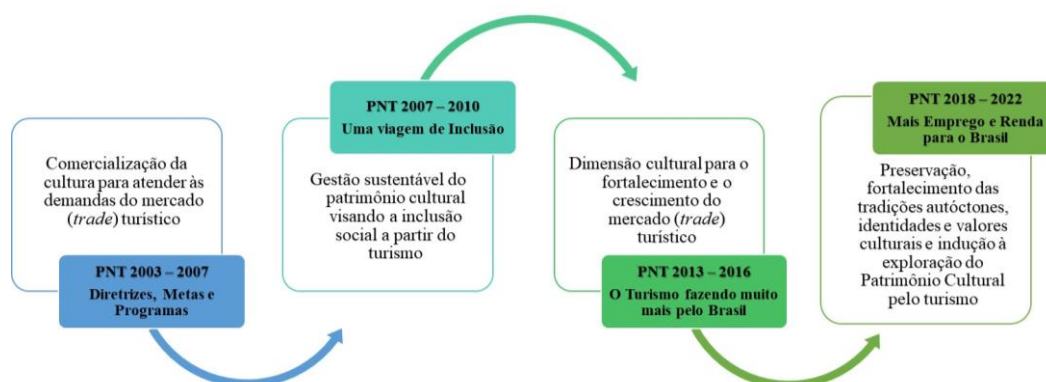 Comercialização da
cultura para atender às
demandas do mercado
(trade) turístico
PNT 2003 – 2007
Diretrizes, Metas e
Programas
PNT 2007 – 2010
Uma viagem de Inclusão
Gestão sustentável do
patrimônio cultural
visando a inclusão
social a partir do
turismo
Dimensão cultural para o
fortalecimento e o
crescimento do
mercado (trade)
turístico
PNT 2013 – 2016
O Turismo fazendo muito
mais pelo Brasil
PNT 2018 – 2022
Mais Emprego e Renda
para o Brasil
Preservação,
fortalecimento das
tradições autóctones,
identidades e valores
culturais e indução à
exploração do
Patrimônio Cultural
pelo turismo